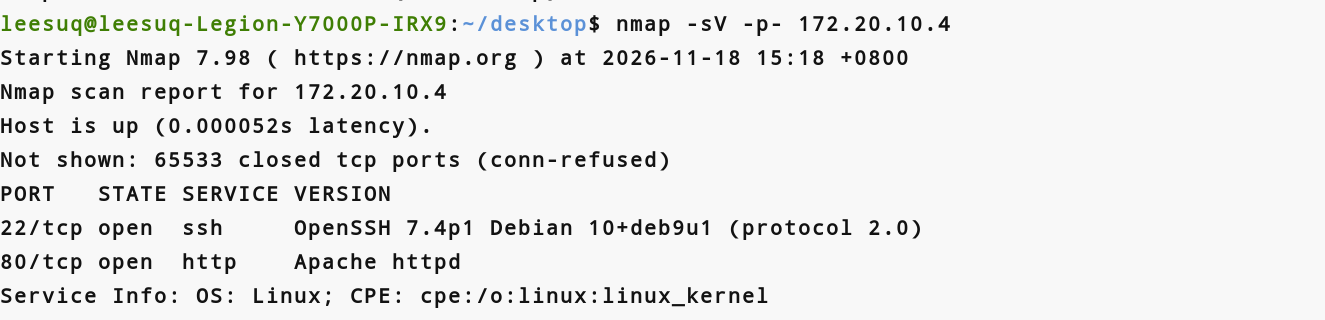 leesuq@leesuq-Legion-Y7000P-IRX9:~/desktop$ nmap -sV -p- 172.20.10.4
Starting Nmap 7.98 ( https://nmap.org ) at 2026-11-18 15:18 +0800
Nmap scan report for 172.20.10.4
Host is up (0.000052s latency).
Not shown: 65533 closed tcp ports (conn-refused)
PORT   STATE SERVICE VERSION
22/tcp open  ssh     OpenSSH 7.4p1 Debian 10+deb9u1 (protocol 2.0)
80/tcp open  http    Apache httpd
Service Info: OS: Linux; CPE: cpe:/o:linux:linux_kernel